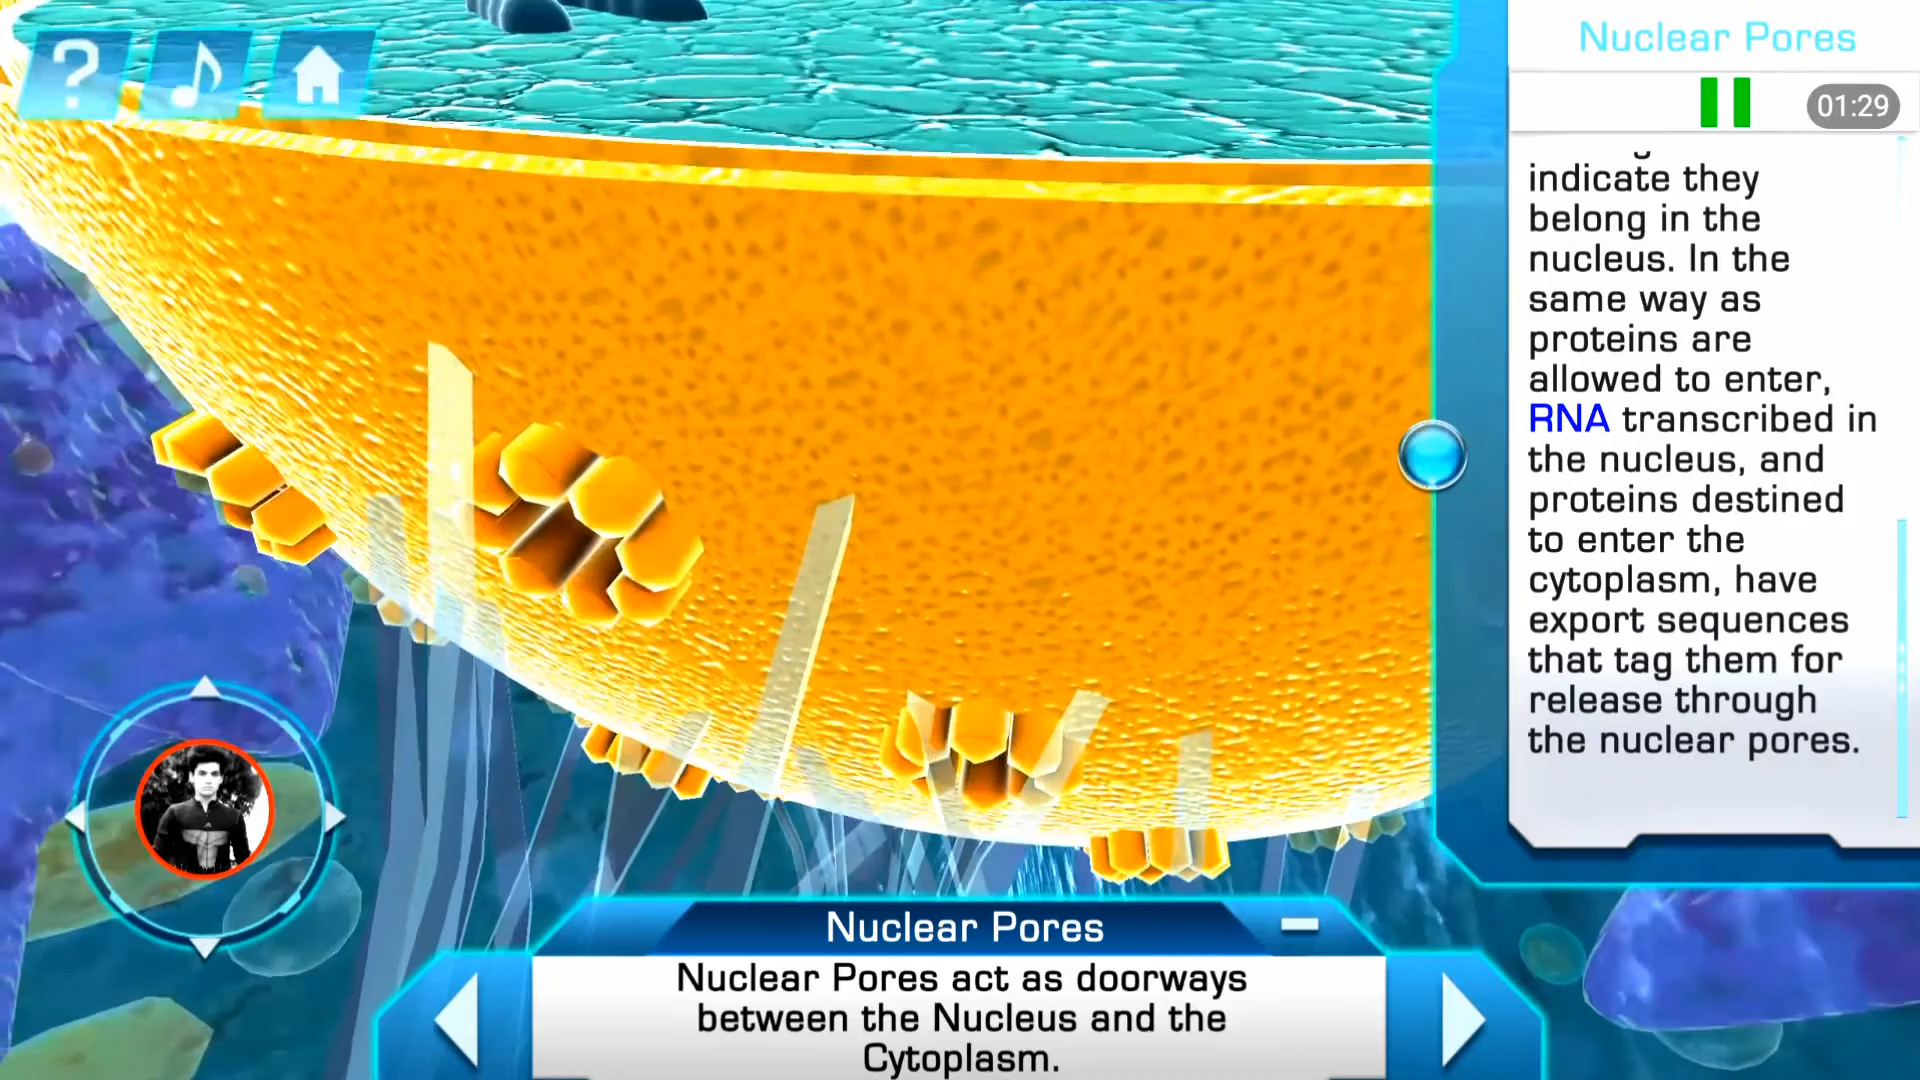 Nuclear Pores
01:29
indicate they
belong in the
nucleus. In the
same way as
proteins are
allowed to enter,
RNA transcribed in
the nucleus, and
proteins destined
to enter the
cytoplasm, have
export sequences
that tag them for
release through
the nuclear pores.
?
Nuclear Pores
Nuclear Pores act as doorways
between the Nucleus and the
Cytoplasm.